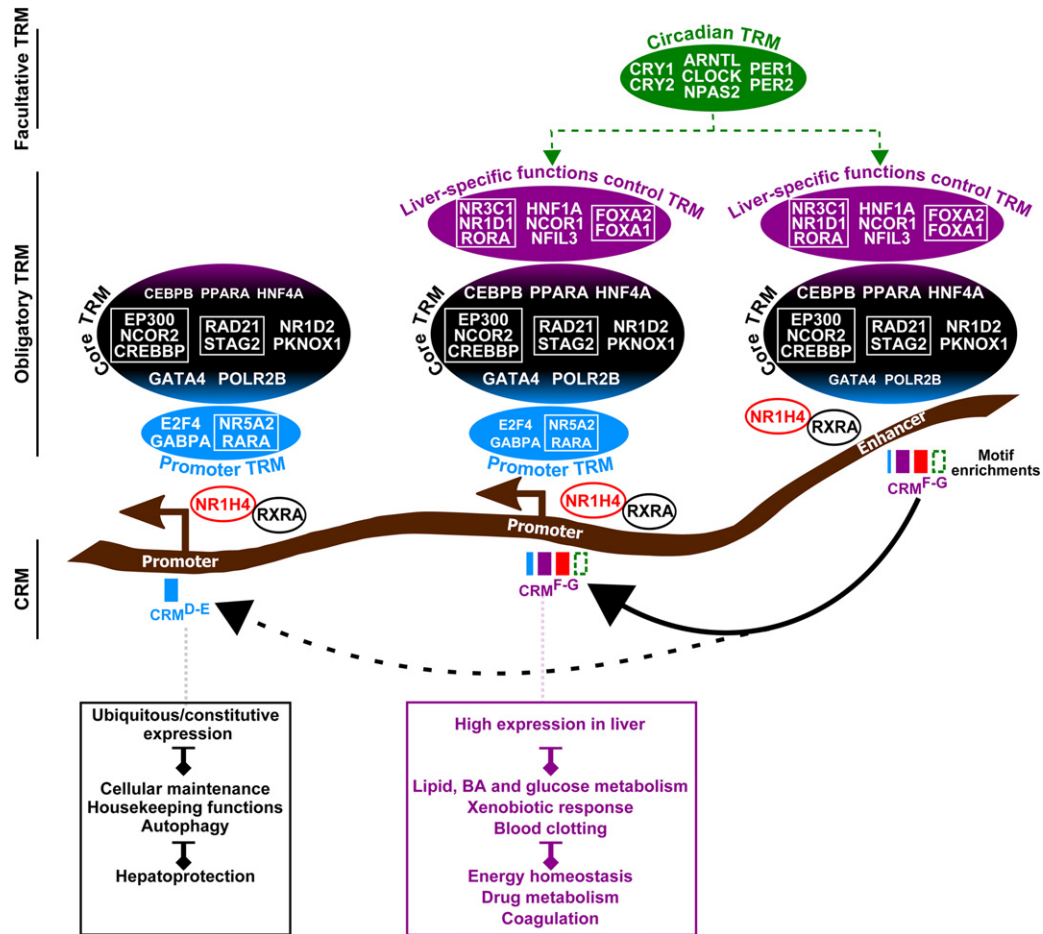 Facultative TRM
Circadian TRM
CRY1 ARNTL PER1
CRY2 CLOCK PER2
NPAS2
Obligatory TRM
Liver-specific functions control TRM
NR3C1 HNF1A FOXA2
NR1D1 NCOR1 FOXA1
RORA NFIL3
Liver-specific functions control TRM
NR3C1 HNF1A FOXA2
NR1D1 NCOR1 FOXA1
RORA NFIL3
Core TRM
CEBPB PPARA HNF4A
EP300 RAD21 NR1D2
NCOR2 STAG2 PKNOX1
CREBBP
GATA4 POLR2B
Core TRM
CEBPB PPARA HNF4A
EP300 RAD21 NR1D2
NCOR2 STAG2 PKNOX1
CREBBP
GATA4 POLR2B
Core TRM
CEBPB PPARA HNF4A
EP300 RAD21 NR1D2
NCOR2 STAG2 PKNOX1
CREBBP
GATA4 POLR2B
E2F4 NR5A2
GABPA RARA
Promoter TRM
E2F4 NR5A2
GABPA RARA
Promoter TRM
NR1H4 RXRA
Enhancer
Motif
enrichments
CRM F-G
NR1H4 RXRA
Promoter
NR1H4 RXRA
Promoter
CRM
CRM D-E
CRM F-G
Ubiquitous/constitutive
expression
Cellular maintenance
Housekeeping functions
Autophagy
Hepatoprotection
High expression in liver
Lipid, BA and glucose metabolism
Xenobiotic response
Blood clotting
Energy homeostasis
Drug metabolism
Coagulation